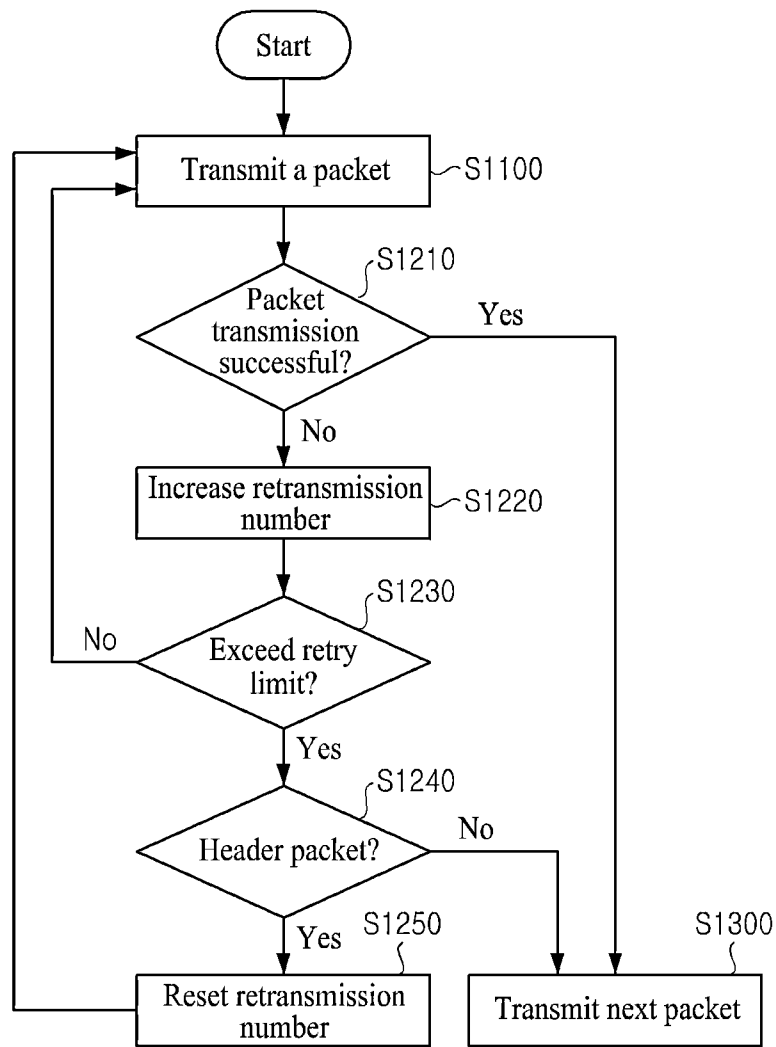 Start
Transmit a packet
S1100
S1210
Packet
transmission
successful?
Yes
No
Increase retransmission
number
S1220
S1230
No
Exceed retry
limit?
Yes
S1240
Header packet?
No
Yes
S1250
S1300
Reset retransmission
number
Transmit next packet